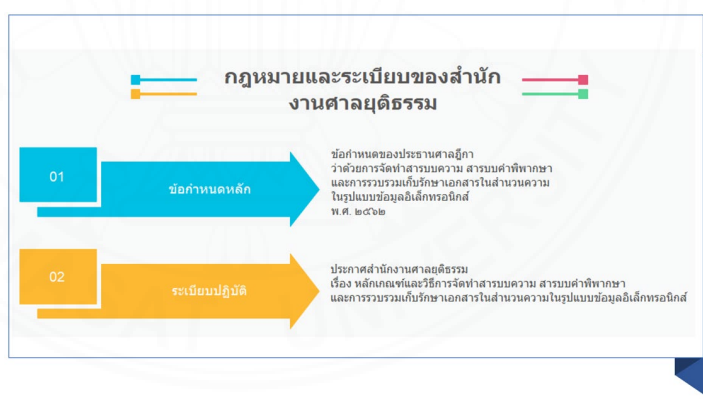 กฎหมายและระเบียบของสำนัก
งานศาลยุติธรรม
01
ข้อกำหนดหลัก
ข้อกำหนดของประธานศาลฎีกา
ว่าด้วยการจัดทำสารบบความ สารบบคำพิพากษา
และการรวบรวมเก็บรักษาเอกสารในสำนวนความ
ในรูปแบบข้อมูลอิเล็กทรอนิกส์
พ.ศ. ๒๕๖๒
02
ระเบียบปฏิบัติ
ประกาศสำนักงานศาลยุติธรรม
เรื่อง หลักเกณฑ์และวิธีการจัดทำสารบบความ สารบบคำพิพากษา
และการรวบรวมเก็บรักษาเอกสารในสำนวนความในรูปแบบข้อมูลอิเล็กทรอนิกส์